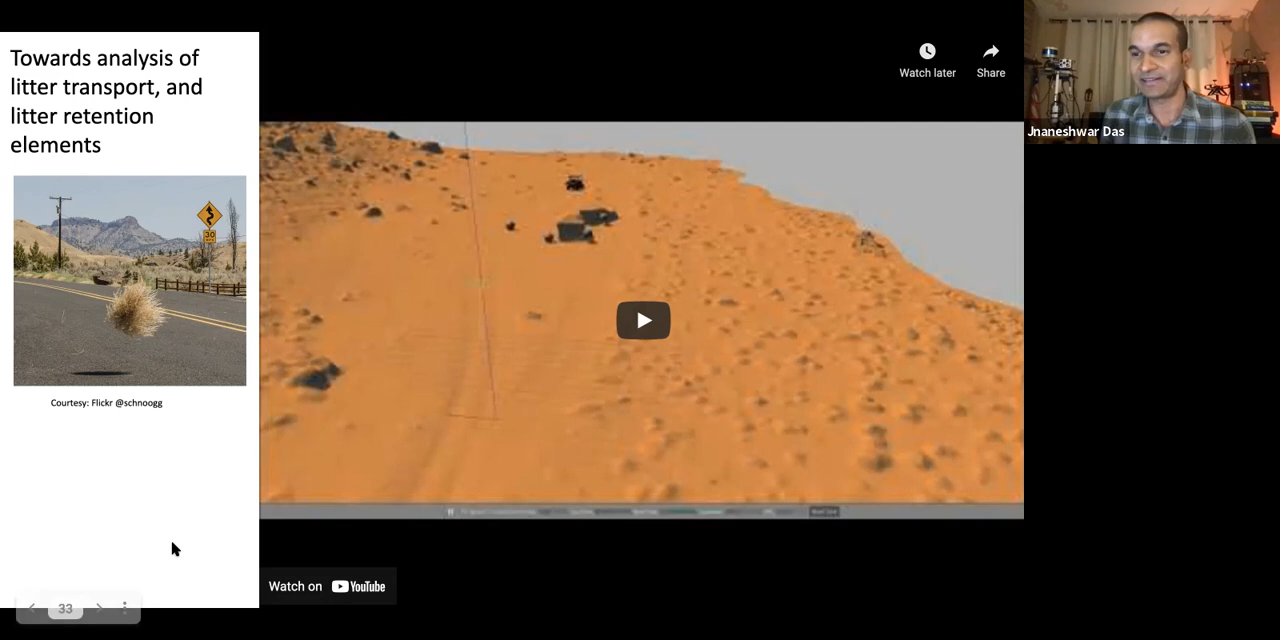 Towards analysis of
litter transport, and
litter retention
elements
30
Courtesy: Flickr @schnoogg
33
Watch later
Share
Watch on YouTube
Jnaneshwar Das